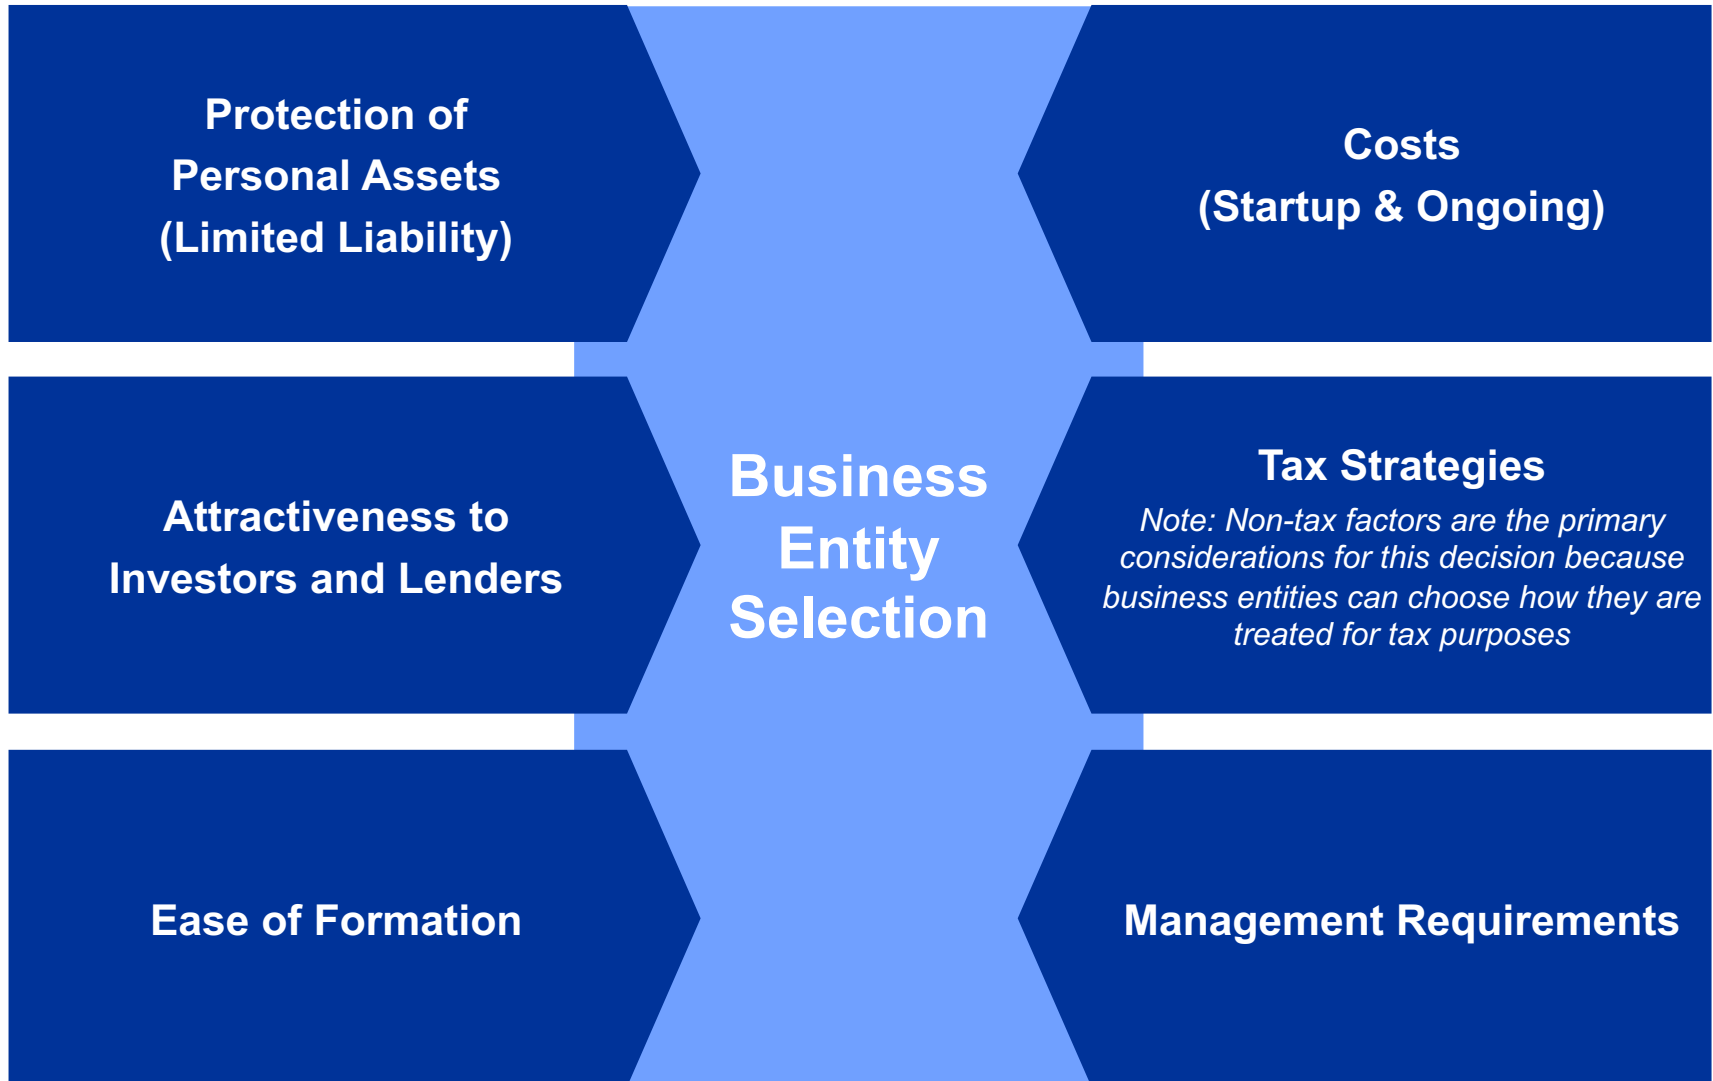 Protection of
Personal Assets
(Limited Liability)
Costs
(Startup & Ongoing)
Attractiveness to
Investors and Lenders
Business
Entity
Selection
Tax Strategies
Note: Non-tax factors are the primary
considerations for this decision because
business entities can choose how they are
treated for tax purposes
Ease of Formation
Management Requirements